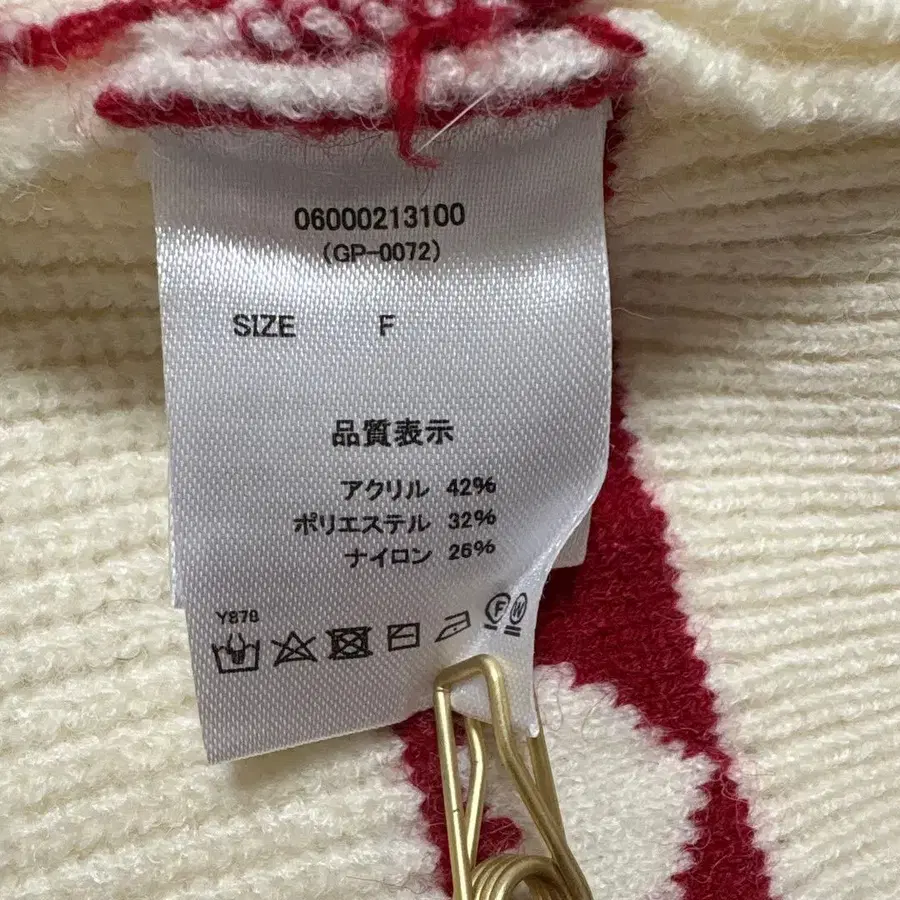 06000213100
(GP-0072)
SIZE F
品質表示
アクリル 42%
ポリエステル 32%
ナイロン 26%
Y878
F W